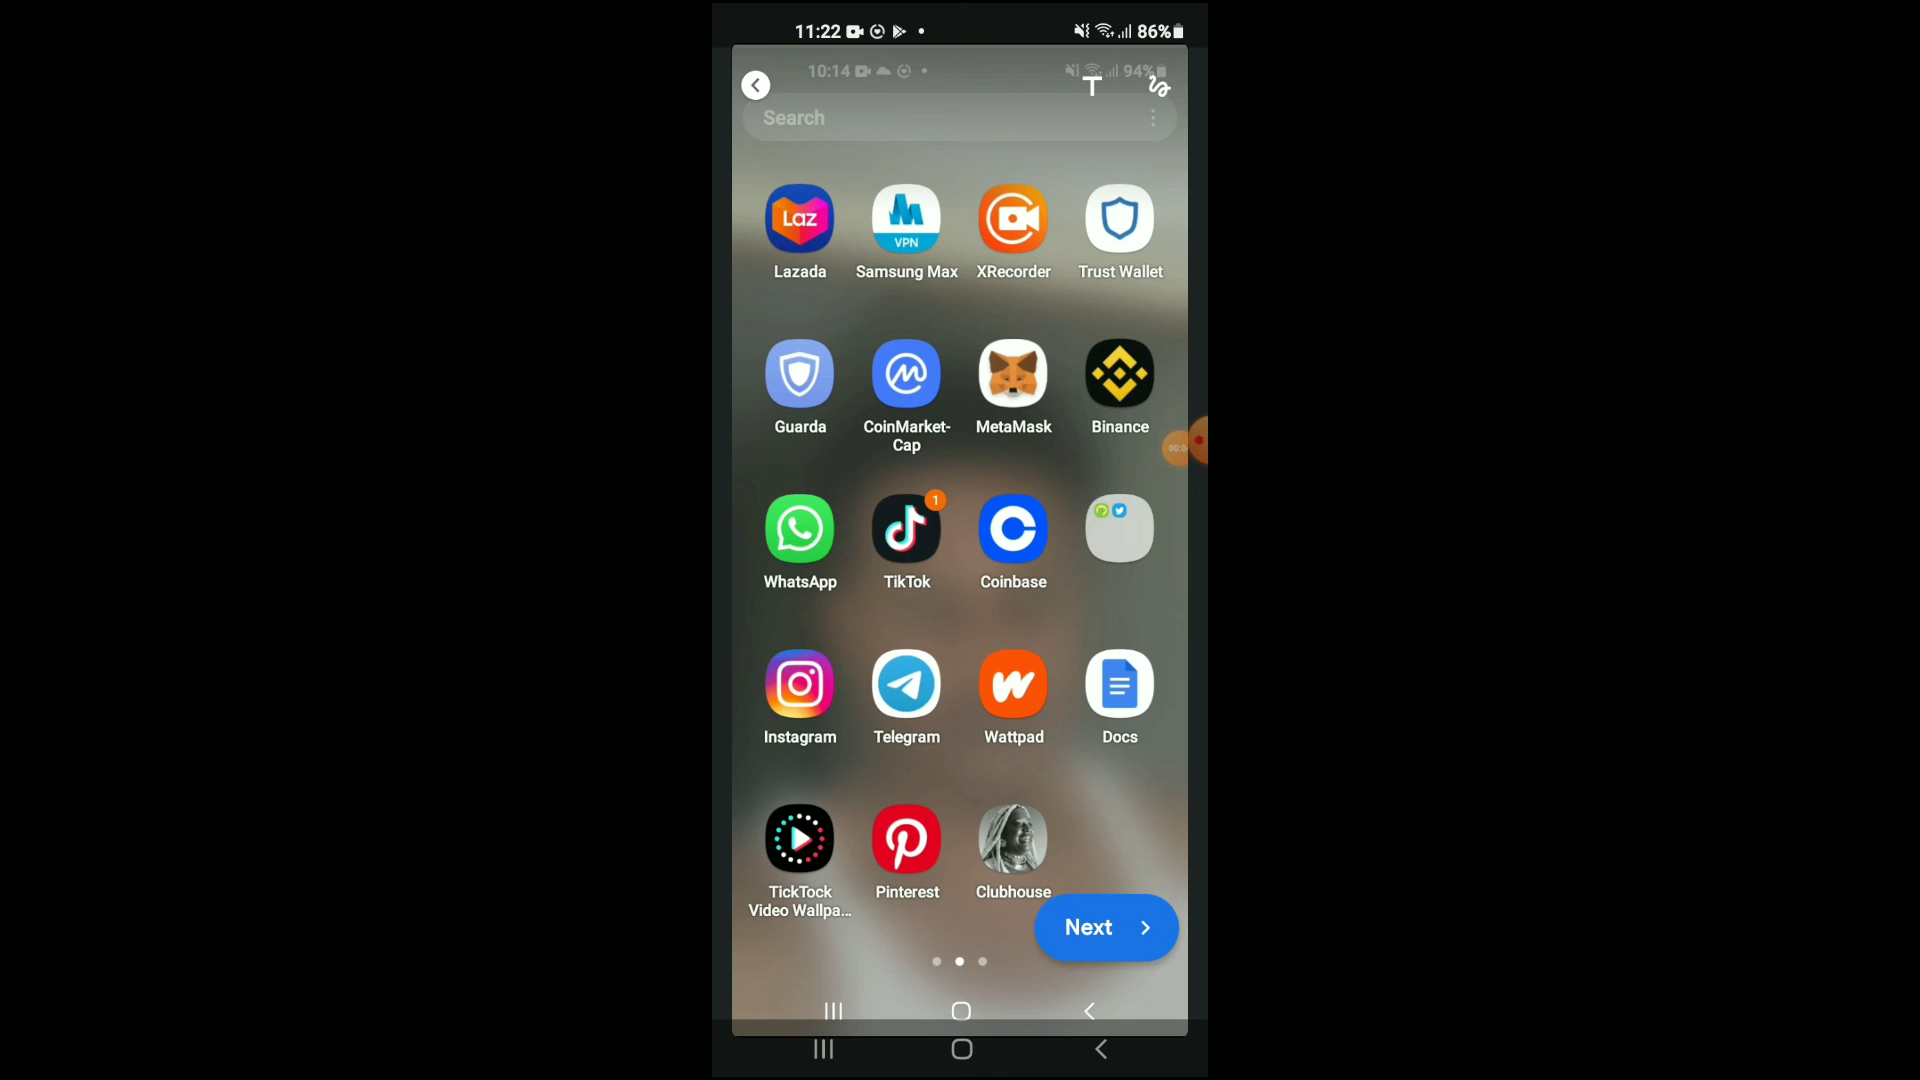 11:22 86%
10:14 94%
T
Search
Laz
VPN
Lazada Samsung Max XRecorder Trust Wallet
Guarda CoinMarket- MetaMask Binance
Cap
1
WhatsApp TikTok Coinbase
Instagram Telegram Wattpad Docs
TickTock Pinterest Clubhouse
Video Wallpa...
Next